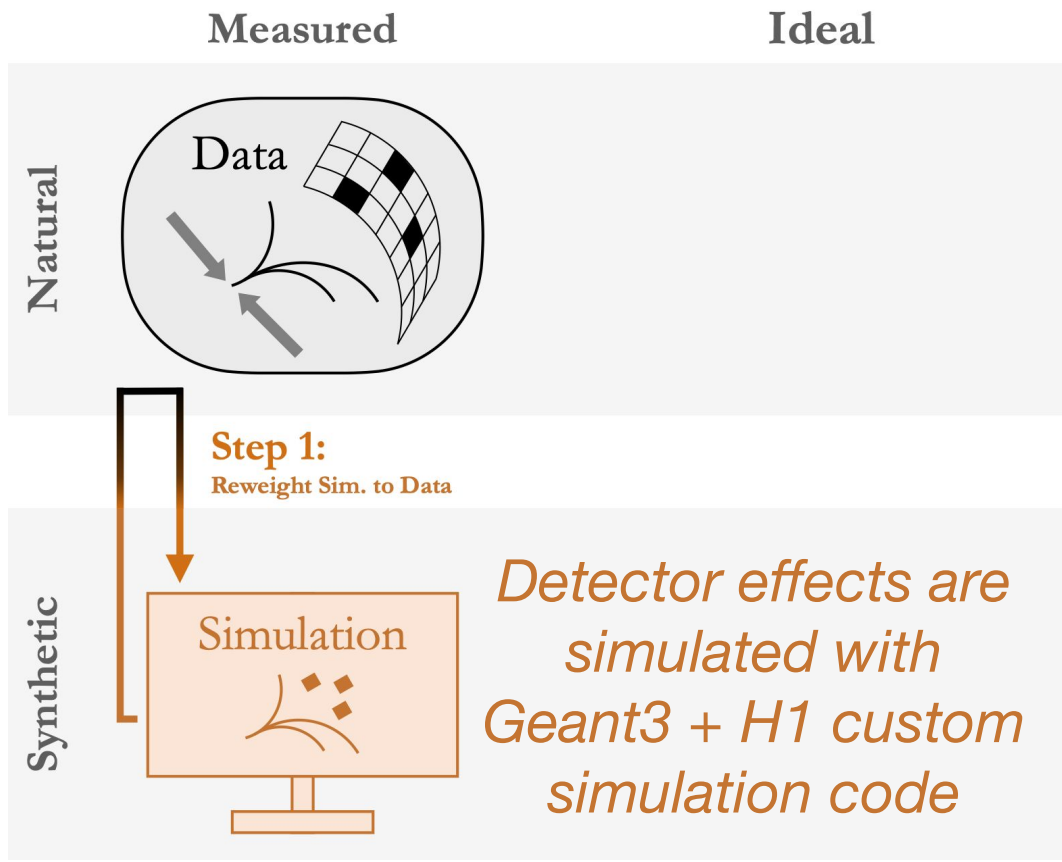 Measured
Ideal
Natural
Data
Step 1:
Reweight Sim. to Data
Synthetic
Simulation
Detector effects are
simulated with
Geant3 + H1 custom
simulation code